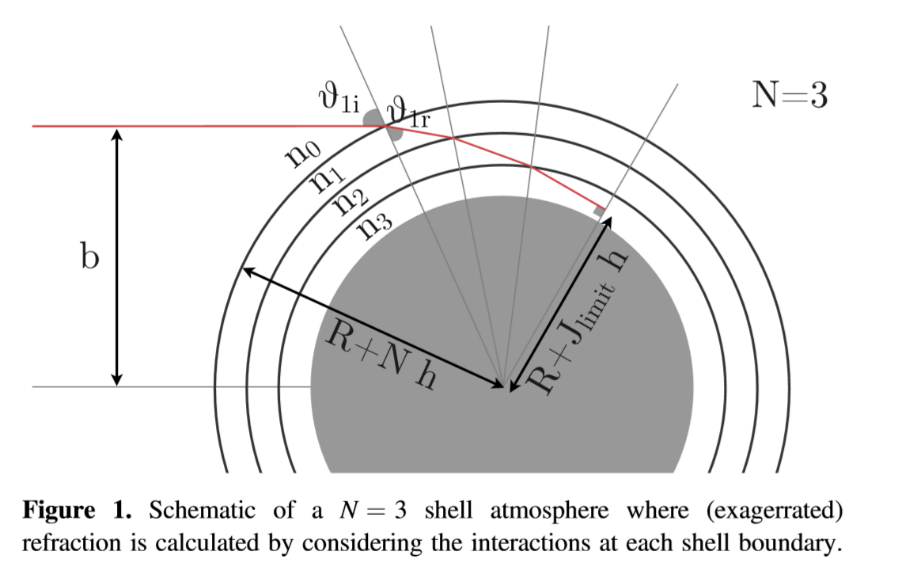 ϑ1i
ϑ1r
N=3
n0
n1
n2
n3
b
R+N h
R+Jlimit h
Figure 1. Schematic of a N = 3 shell atmosphere where (exagerrated)
refraction is calculated by considering the interactions at each shell boundary.